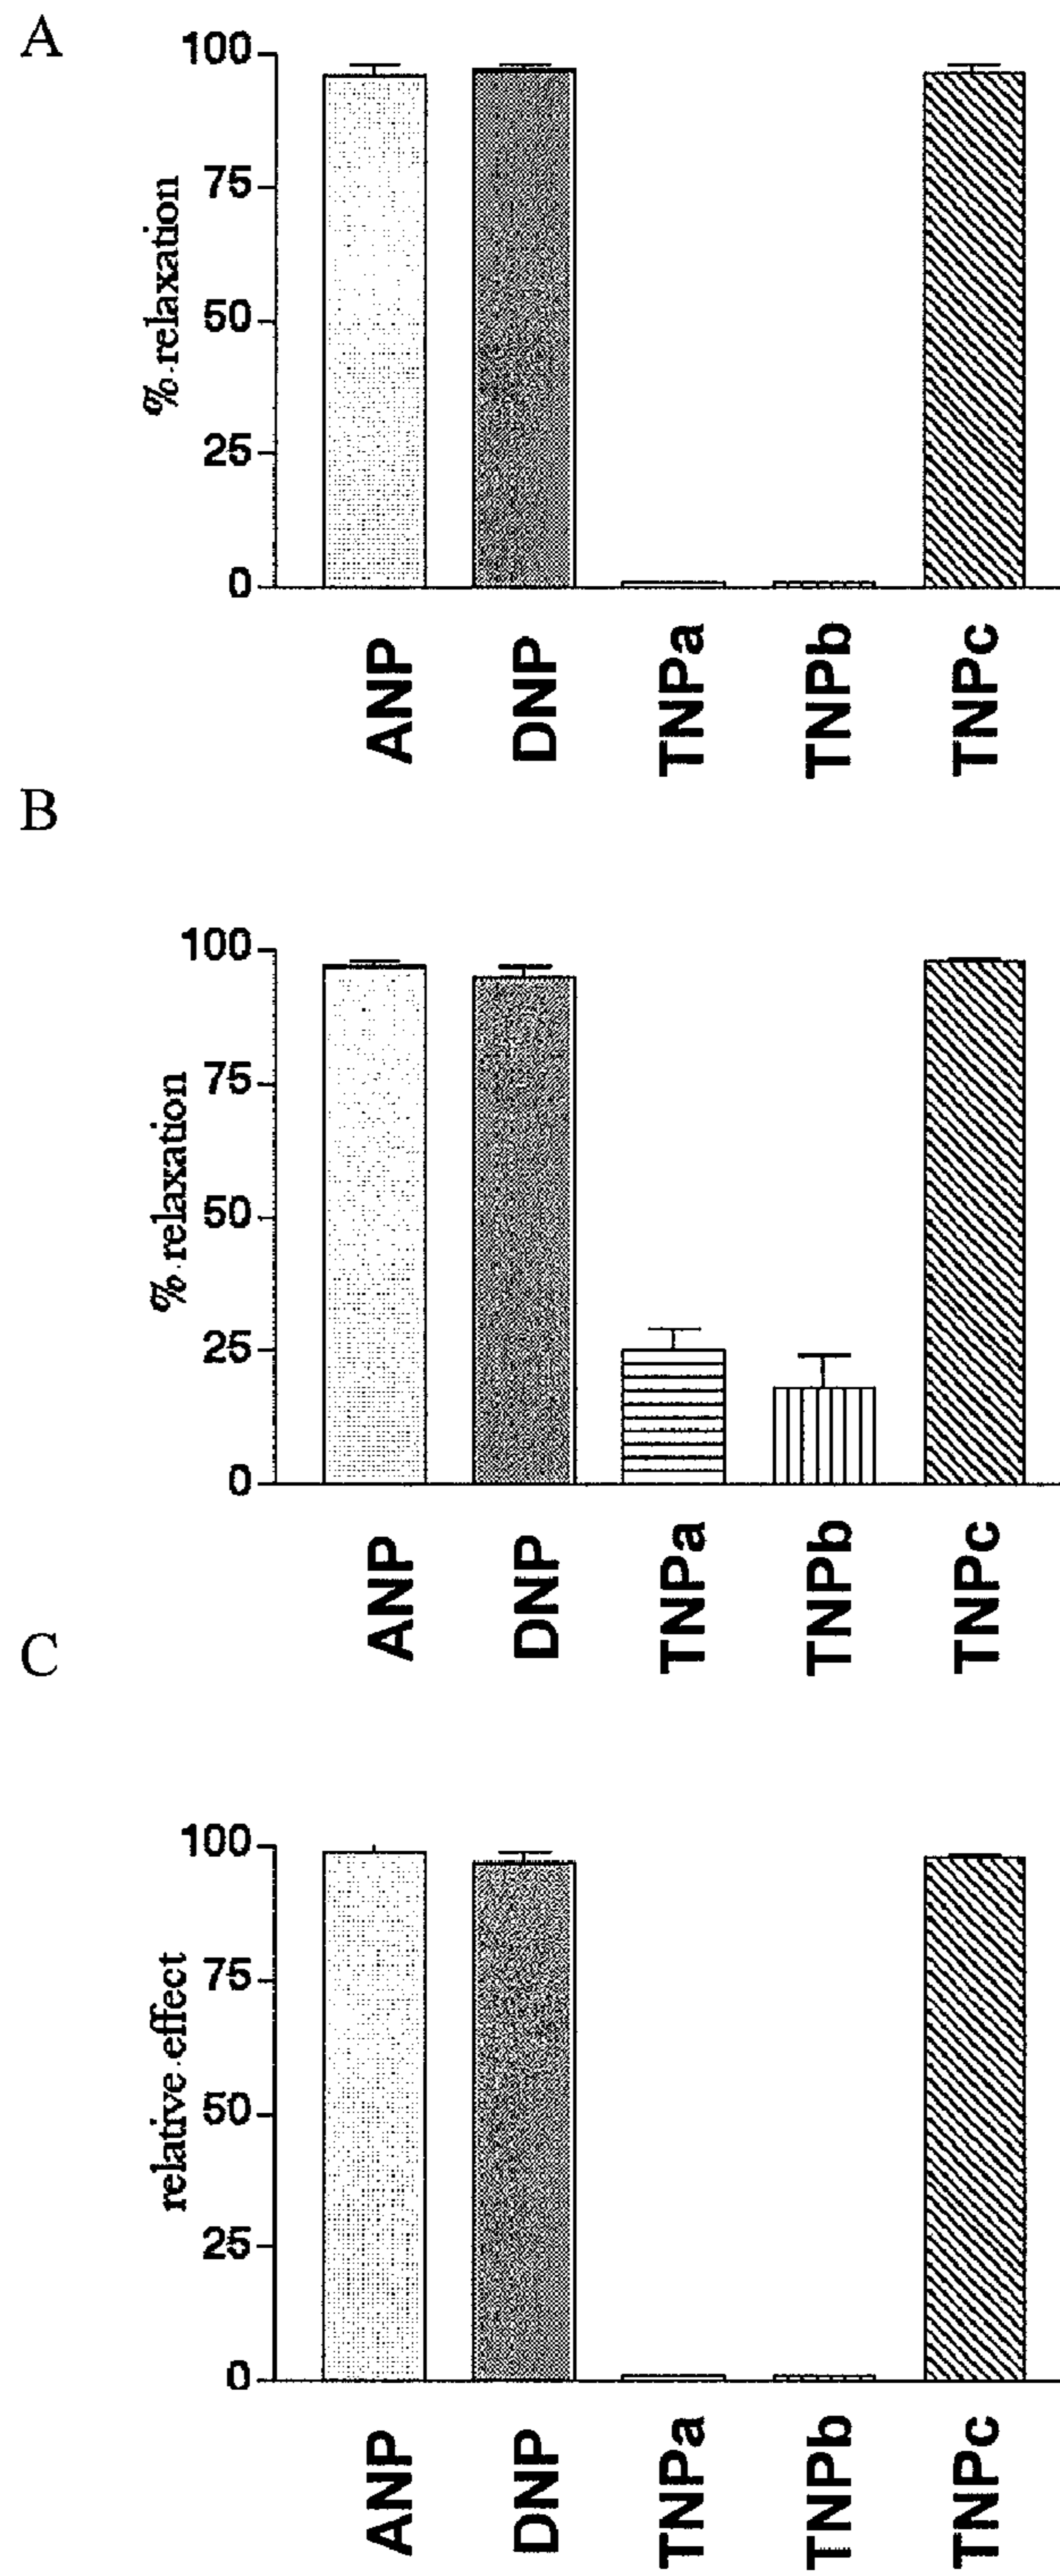 A
100
75
50
25
0
% relaxation
ANP DNP TNPa TNPb TNPc
B
100
75
50
25
0
% relaxation
ANP DNP TNPa TNPb TNPc
C
100
75
50
25
0
relative effect
ANP DNP TNPa TNPb TNPc